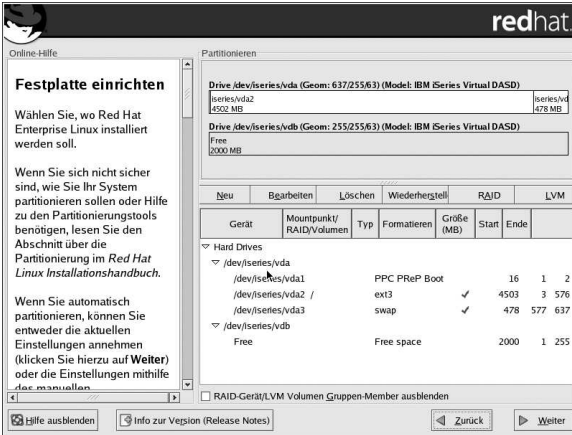 redhat.
Online-Hilfe
Festplatte einrichten
Wählen Sie, wo Red Hat
Enterprise Linux installiert
werden soll.
Wenn Sie sich nicht sicher
sind, wie Sie Ihr System
partitionieren sollen oder Hilfe
zu den Partitionierungstools
benötigen, lesen Sie den
Abschnitt über die
Partitionierung im Red Hat
Linux Installationshandbuch.
Wenn Sie automatisch
partitionieren, können Sie
entweder die aktuellen
Einstellungen annehmen
(klicken Sie hierzu auf Weiter)
oder die Einstellungen mithilfe
des manuellen
Partitionieren
Drive /dev/iseries/vda (Geom: 637/255/63) (Model: IBM iSeries Virtual DASD)
iseries/vda2 iseries/vd
4502 MB 478 MB
Drive /dev/iseries/vdb (Geom: 255/255/63) (Model: IBM iSeries Virtual DASD)
Free
2000 MB
Neu Bearbeiten Löschen Wiederherstell RAID LVM
Gerät Mountpunkt/ RAID/Volumen Typ Formatieren Größe (MB) Start Ende
Hard Drives
/dev/iseries/vda
/dev/iseries/vda1 PPC PReP Boot 16 1 2
/dev/iseries/vda2 / ext3 ✓ 4503 3 576
/dev/iseries/vda3 swap ✓ 478 577 637
/dev/iseries/vdb
Free Free space 2000 1 255
RAID-Gerät/LVM Volumen Gruppen-Member ausblenden
Hilfe ausblenden Info zur Version (Release Notes) Zurück Weiter